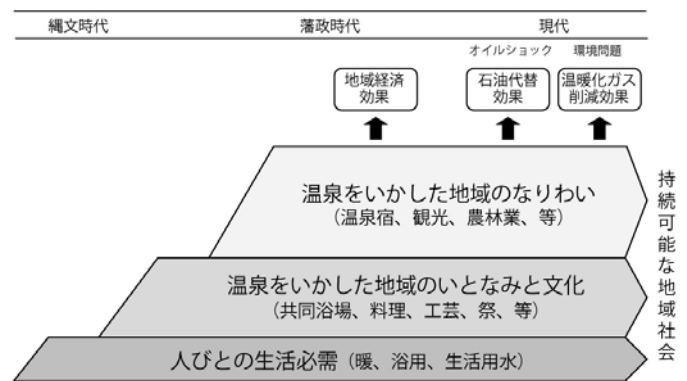 縄文時代
藩政時代
現代
オイルショック
環境問題
地域経済
効果
石油代替
効果
温暖化ガス
削減効果
温泉をいかした地域のなりわい
（温泉宿、観光、農林業、等）
温泉をいかした地域のいとなみと文化
（共同浴場、料理、工芸、祭、等）
人びとの生活必需（暖、浴用、生活用水）
持続可能な地域社会